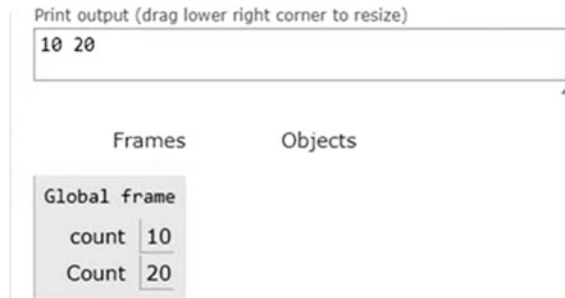 Print output (drag lower right corner to resize)
10 20
Frames Objects
Global frame
count 10
Count 20